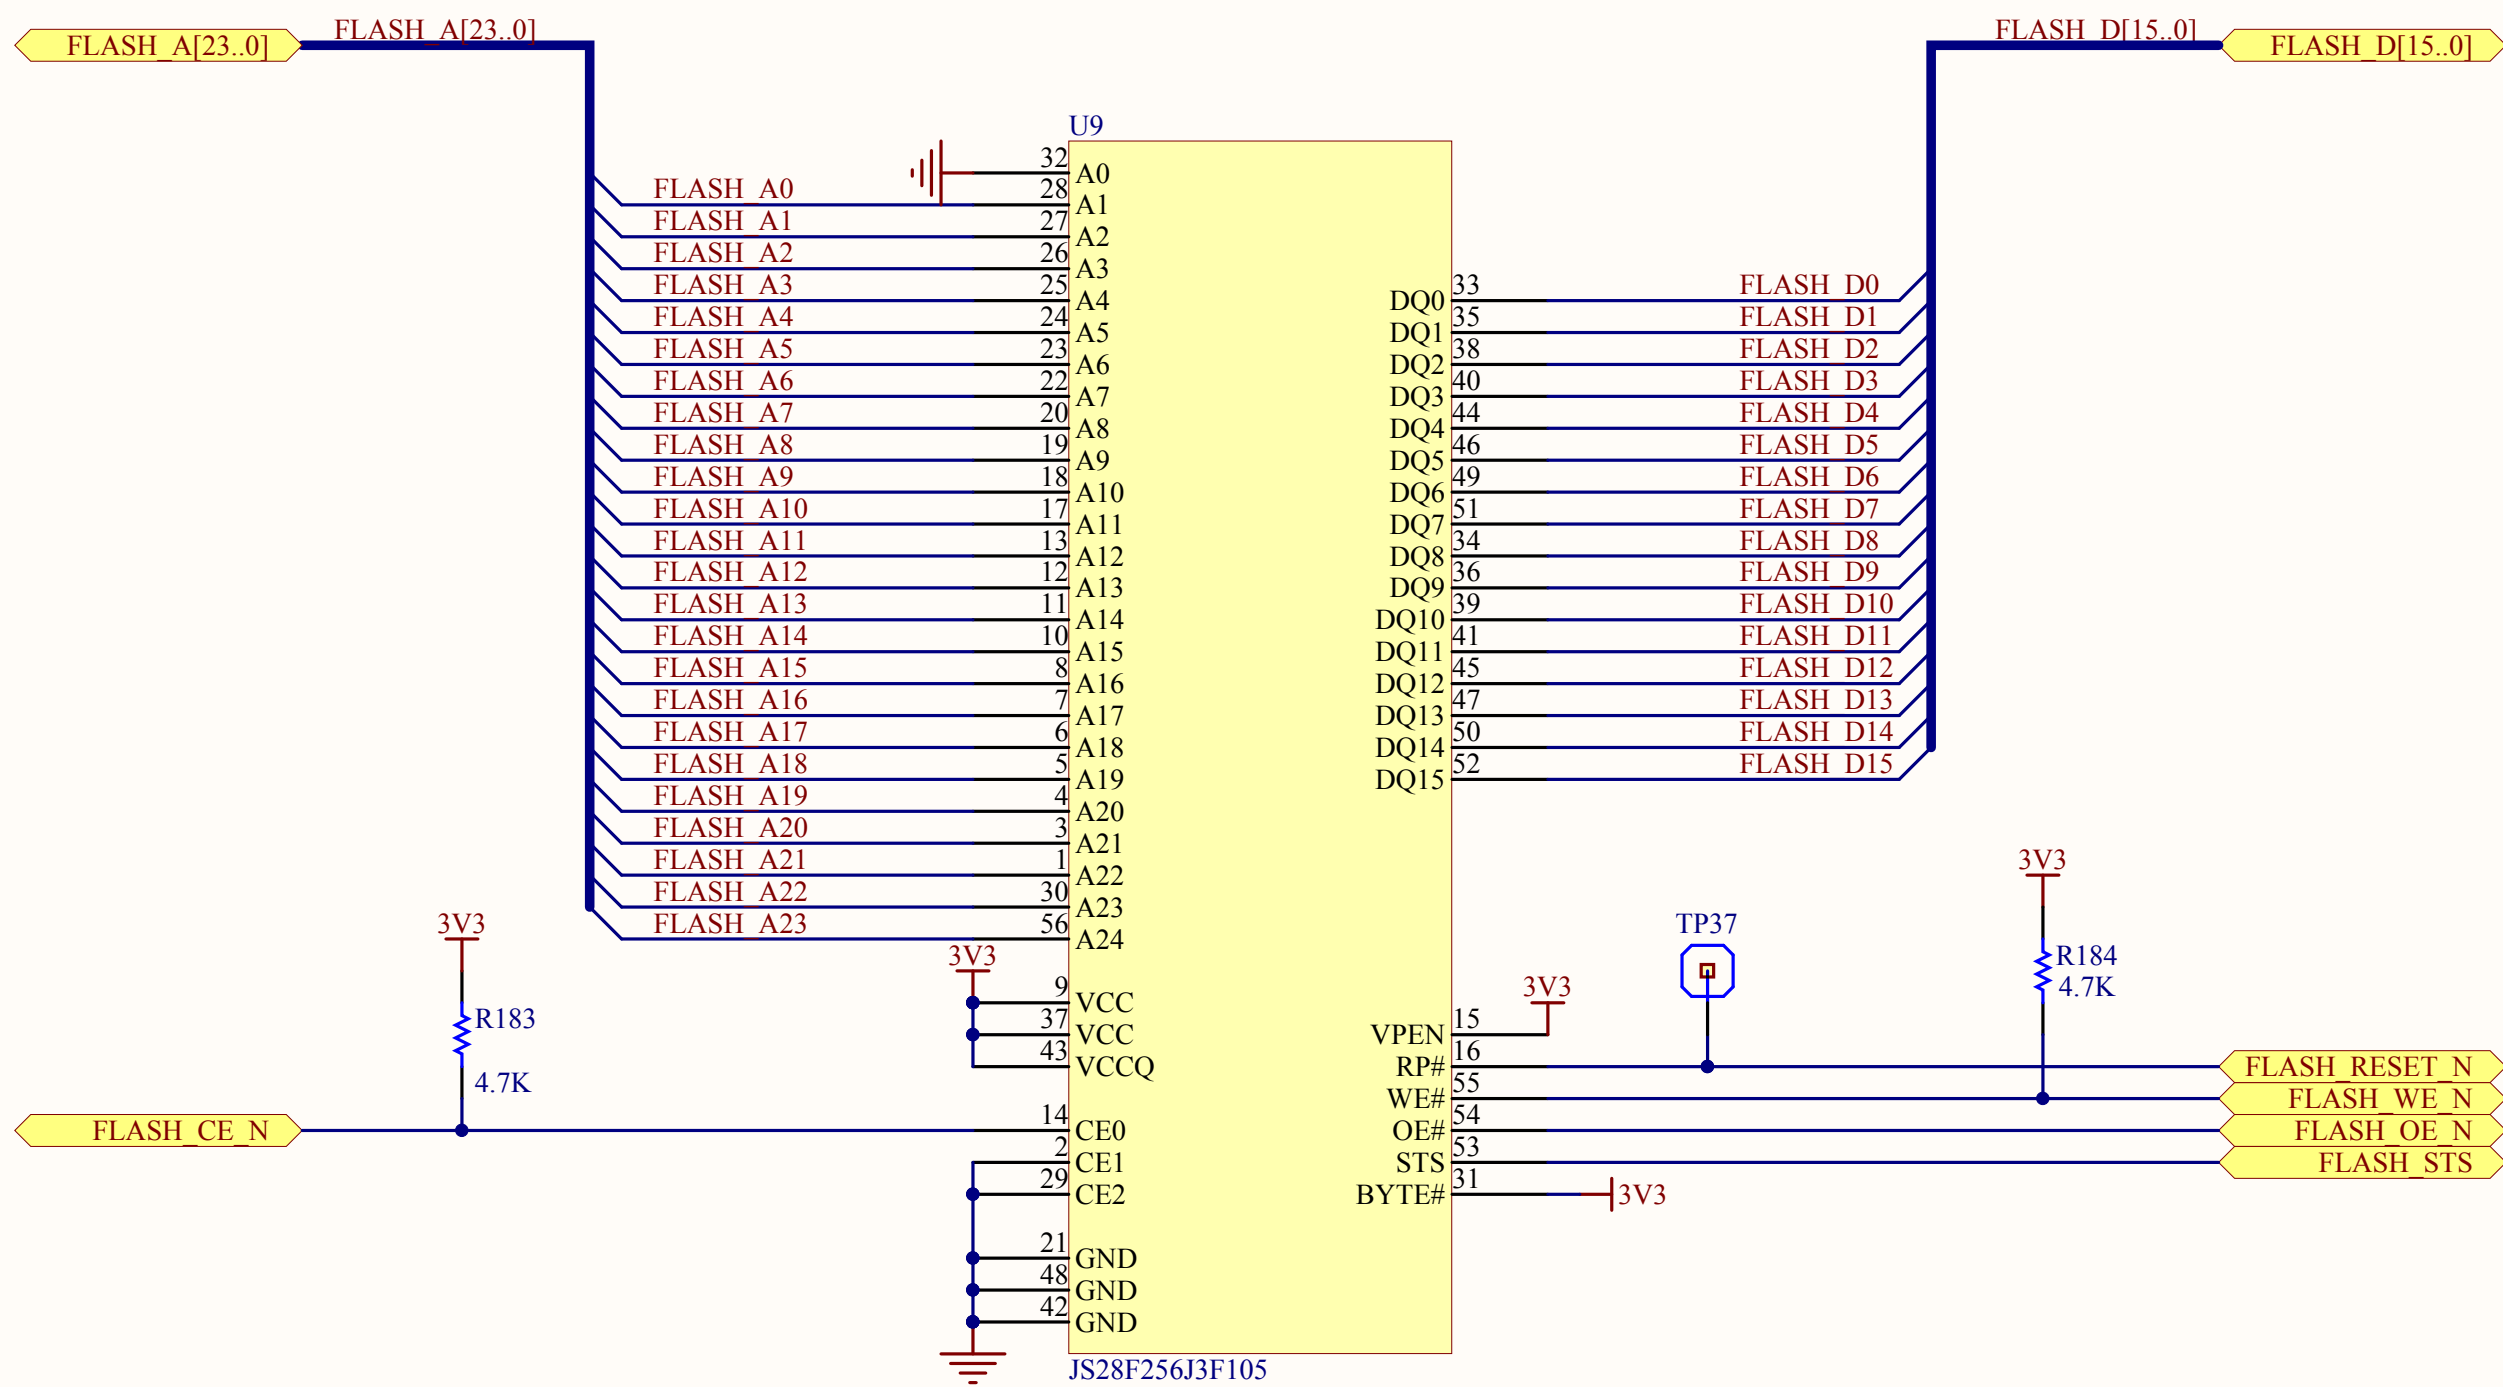 FLASH_A[23..0]
FLASH_A[23..0]
FLASH_D[15..0]
FLASH_D[15..0]
U9
32 A0
FLASH_A0 28 A1
FLASH_A1 27 A2
FLASH_A2 26 A3
FLASH_A3 25 A4
FLASH_A4 24 A5
FLASH_A5 23 A6
FLASH_A6 22 A7
FLASH_A7 20 A8
FLASH_A8 19 A9
FLASH_A9 18 A10
FLASH_A10 17 A11
FLASH_A11 13 A12
FLASH_A12 12 A13
FLASH_A13 11 A14
FLASH_A14 10 A15
FLASH_A15 8 A16
FLASH_A16 7 A17
FLASH_A17 6 A18
FLASH_A18 5 A19
FLASH_A19 4 A20
FLASH_A20 3 A21
FLASH_A21 1 A22
FLASH_A22 30 A23
FLASH_A23 56 A24
DQ0 33 FLASH_D0
DQ1 35 FLASH_D1
DQ2 38 FLASH_D2
DQ3 40 FLASH_D3
DQ4 44 FLASH_D4
DQ5 46 FLASH_D5
DQ6 49 FLASH_D6
DQ7 51 FLASH_D7
DQ8 34 FLASH_D8
DQ9 36 FLASH_D9
DQ10 39 FLASH_D10
DQ11 41 FLASH_D11
DQ12 45 FLASH_D12
DQ13 47 FLASH_D13
DQ14 50 FLASH_D14
DQ15 52 FLASH_D15
3V3
R183
4.7K
FLASH_CE_N
3V3
9 VCC
37 VCC
43 VCCQ
14 CE0
2 CE1
29 CE2
21 GND
48 GND
42 GND
TP37
3V3
R184
4.7K
3V3
VPEN 15
RP# 16 FLASH_RESET_N
WE# 55 FLASH_WE_N
OE# 54 FLASH_OE_N
STS 53 FLASH_STS
BYTE# 31 3V3
JS28F256J3F105